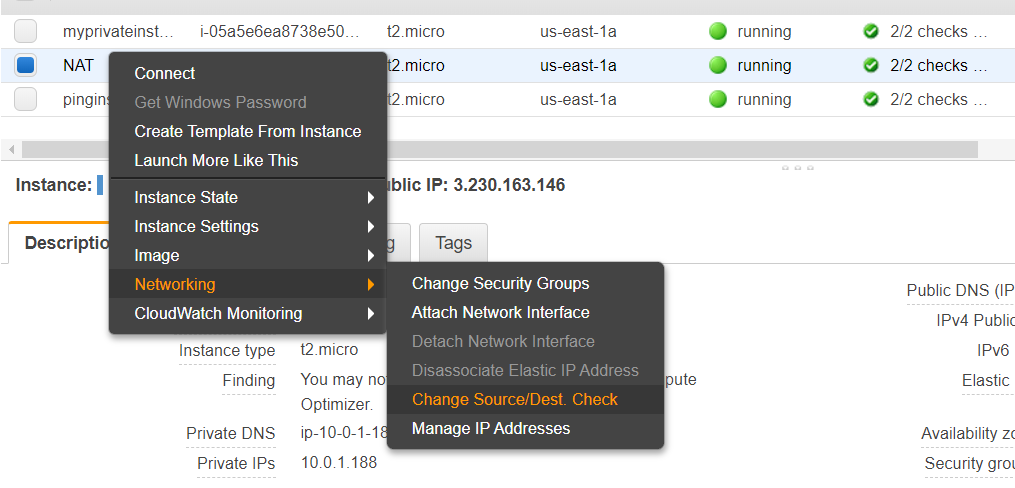 myprivateinst… i-05a5e6ea8738e50… t2.micro us-east-1a running 2/2 checks …
NAT t2.micro us-east-1a running 2/2 checks …
pingins t2.micro us-east-1a running 2/2 checks …
Connect
Get Windows Password
Create Template From Instance
Launch More Like This
Instance: ublic IP: 3.230.163.146
Instance State
Instance Settings
Image
Networking
CloudWatch Monitoring
Descriptio g Tags
Change Security Groups
Attach Network Interface
Detach Network Interface
Disassociate Elastic IP Address
Change Source/Dest. Check
Manage IP Addresses
Public DNS (IP
IPv4 Public
Instance type t2.micro IPv6
Finding You may no pute Elastic
Optimizer.
Private DNS ip-10-0-1-18 Availability zo
Private IPs 10.0.1.188 Security grou